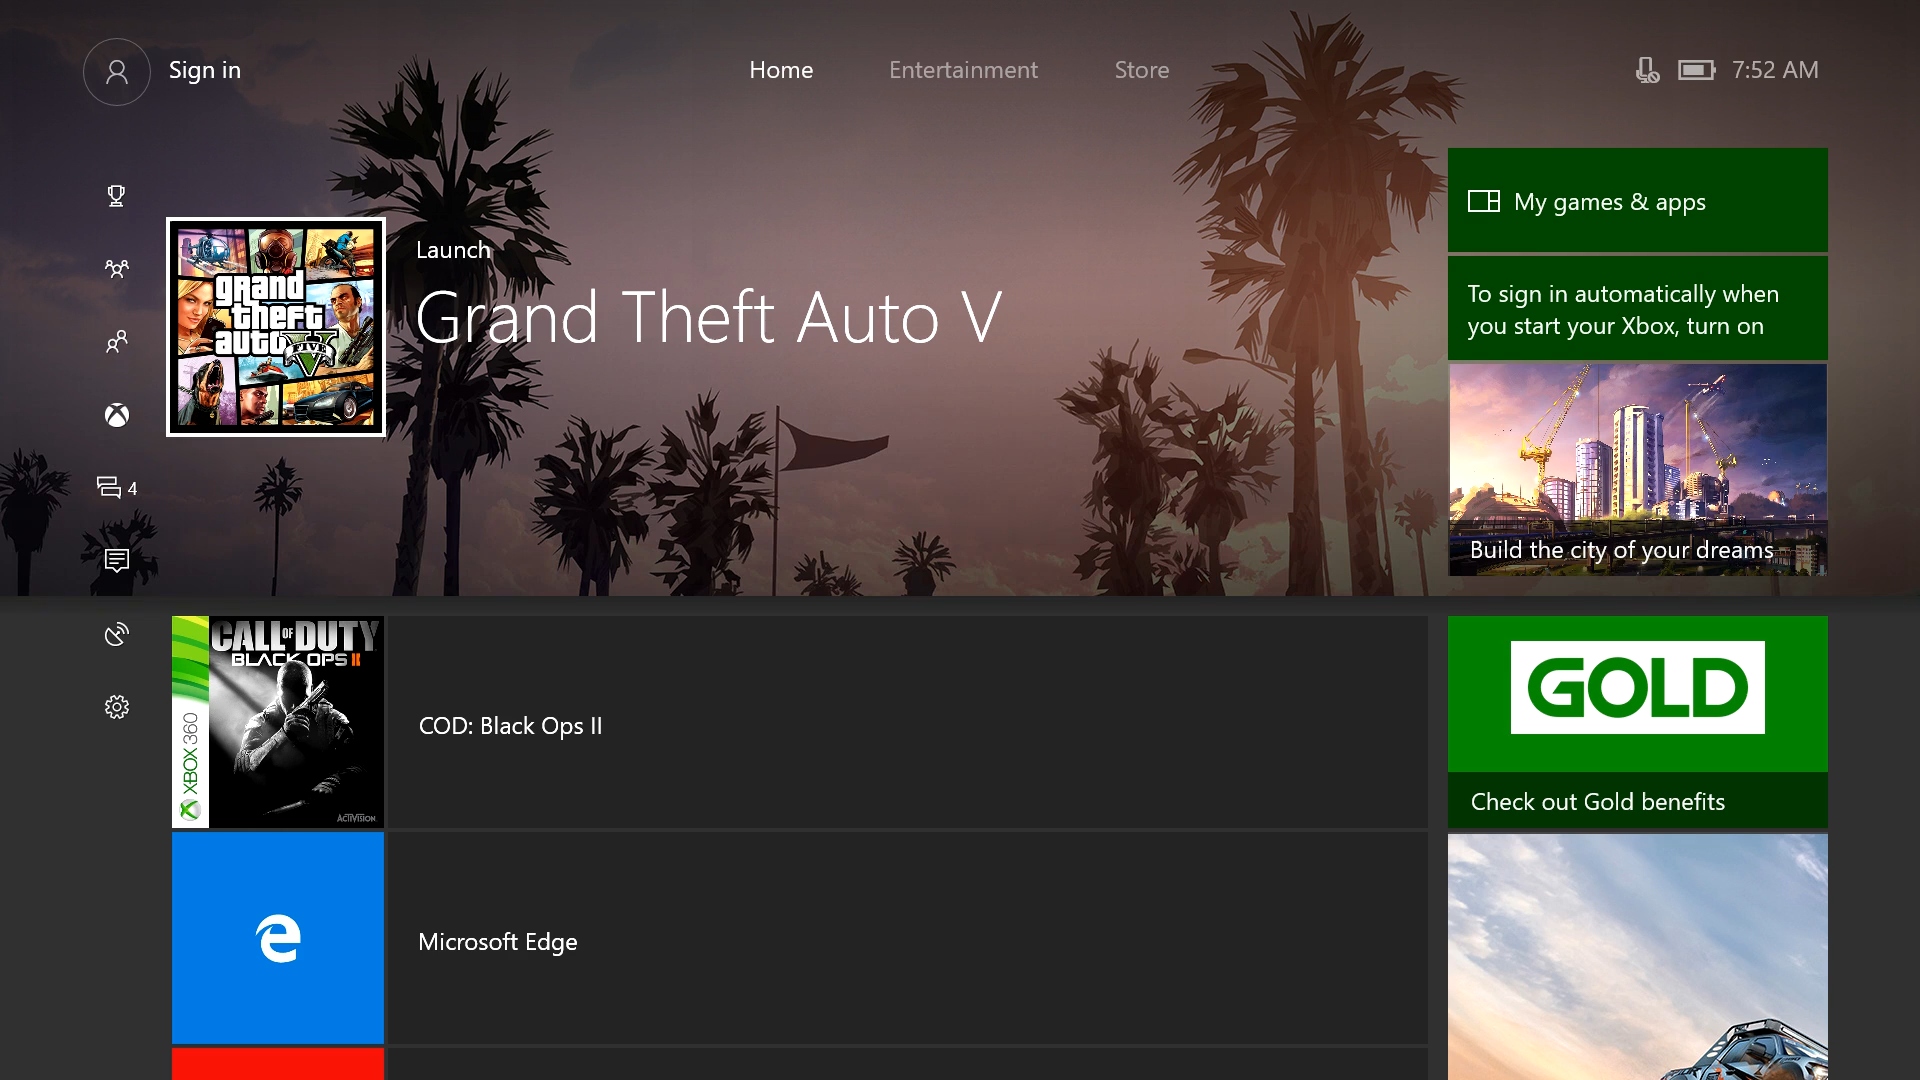 Sign in
Home
Entertainment
Store
7:52 AM
Launch
Grand Theft Auto V
grand
theft
auto
FIVE
4
My games & apps
To sign in automatically when
you start your Xbox, turn on
Build the city of your dreams
XBOX 360
CALL OF DUTY
BLACK OPS II
ACTIVISION
COD: Black Ops II
Microsoft Edge
GOLD
Check out Gold benefits